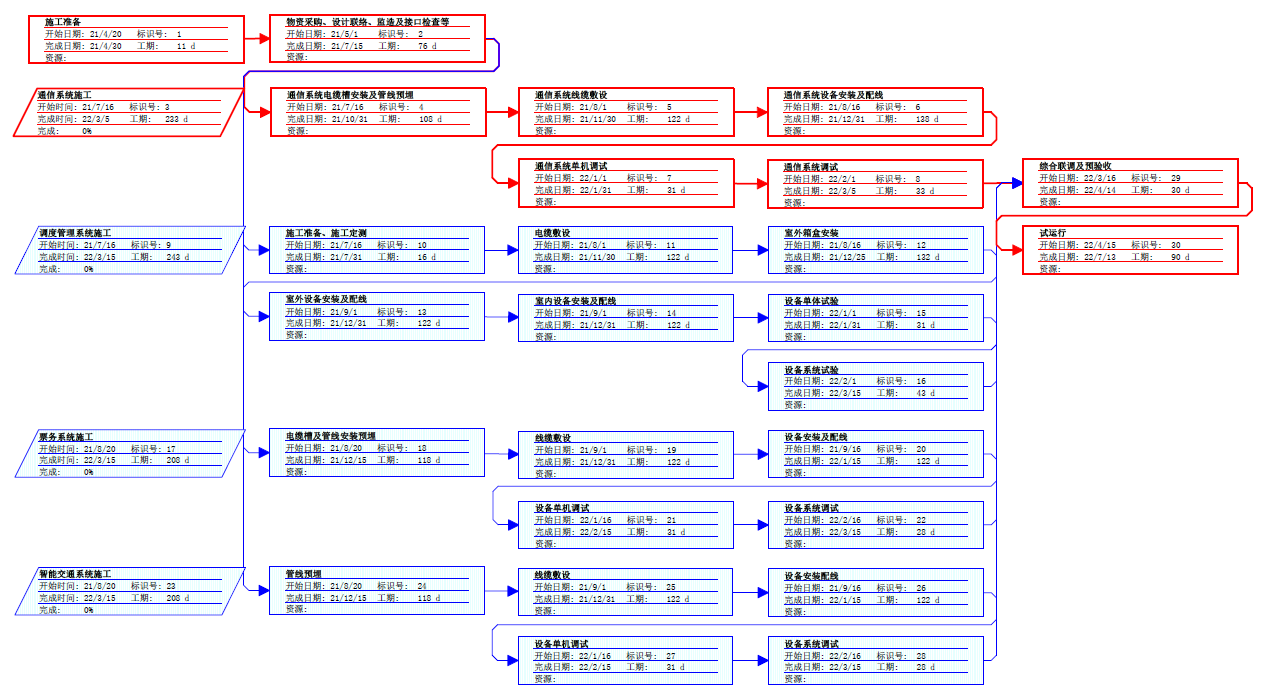 施工准备
开始日期: 21/4/20 标识号: 1
完成日期: 21/4/30 工期: 11 d
资源:
物资采购、设计联络、监造及接口检查等
开始日期: 21/5/1 标识号: 2
完成日期: 21/7/15 工期: 76 d
资源:
通信系统施工
开始时间: 21/7/16 标识号: 3
完成时间: 22/3/5 工期: 233 d
完成: 0%
通信系统电缆槽安装及管线预埋
开始日期: 21/7/16 标识号: 4
完成日期: 21/10/31 工期: 108 d
资源:
通信系统线缆敷设
开始日期: 21/8/1 标识号: 5
完成日期: 21/11/30 工期: 122 d
资源:
通信系统设备安装及配线
开始日期: 21/8/16 标识号: 6
完成日期: 21/12/31 工期: 138 d
资源:
通信系统单机调试
开始日期: 22/1/1 标识号: 7
完成日期: 22/1/31 工期: 31 d
资源:
通信系统调试
开始日期: 22/2/1 标识号: 8
完成日期: 22/3/5 工期: 33 d
资源:
综合联调及预验收
开始日期: 22/3/16 标识号: 29
完成日期: 22/4/14 工期: 30 d
资源:
调度管理系统施工
开始时间: 21/7/16 标识号: 9
完成时间: 22/3/15 工期: 243 d
完成: 0%
施工准备、施工定测
开始日期: 21/7/16 标识号: 10
完成日期: 21/7/31 工期: 16 d
资源:
电缆敷设
开始日期: 21/8/1 标识号: 11
完成日期: 21/11/30 工期: 122 d
资源:
室外箱盒安装
开始日期: 21/8/16 标识号: 12
完成日期: 21/12/25 工期: 132 d
资源:
试运行
开始日期: 22/4/15 标识号: 30
完成日期: 22/7/13 工期: 90 d
资源:
室外设备安装及配线
开始日期: 21/9/1 标识号: 13
完成日期: 21/12/31 工期: 122 d
资源:
室内设备安装及配线
开始日期: 21/9/1 标识号: 14
完成日期: 21/12/31 工期: 122 d
资源:
设备单体试验
开始日期: 22/1/1 标识号: 15
完成日期: 22/1/31 工期: 31 d
资源:
设备系统试验
开始日期: 22/2/1 标识号: 16
完成日期: 22/3/15 工期: 43 d
资源:
票务系统施工
开始时间: 21/8/20 标识号: 17
完成时间: 22/3/15 工期: 208 d
完成: 0%
电缆槽及管线安装预埋
开始日期: 21/8/20 标识号: 18
完成日期: 21/12/15 工期: 118 d
资源:
线缆敷设
开始日期: 21/9/1 标识号: 19
完成日期: 21/12/31 工期: 122 d
资源:
设备安装及配线
开始日期: 21/9/16 标识号: 20
完成日期: 22/1/15 工期: 122 d
资源:
设备单机调试
开始日期: 22/1/16 标识号: 21
完成日期: 22/2/15 工期: 31 d
资源:
设备系统调试
开始日期: 22/2/16 标识号: 22
完成日期: 22/3/15 工期: 28 d
资源:
智能交通系统施工
开始时间: 21/8/20 标识号: 23
完成时间: 22/3/15 工期: 208 d
完成: 0%
管线预埋
开始日期: 21/8/20 标识号: 24
完成日期: 21/12/15 工期: 118 d
资源:
线缆敷设
开始日期: 21/9/1 标识号: 25
完成日期: 21/12/31 工期: 122 d
资源:
设备安装配线
开始日期: 21/9/16 标识号: 26
完成日期: 22/1/15 工期: 122 d
资源:
设备单机调试
开始日期: 22/1/16 标识号: 27
完成日期: 22/2/15 工期: 31 d
资源:
设备系统调试
开始日期: 22/2/16 标识号: 28
完成日期: 22/3/15 工期: 28 d
资源: